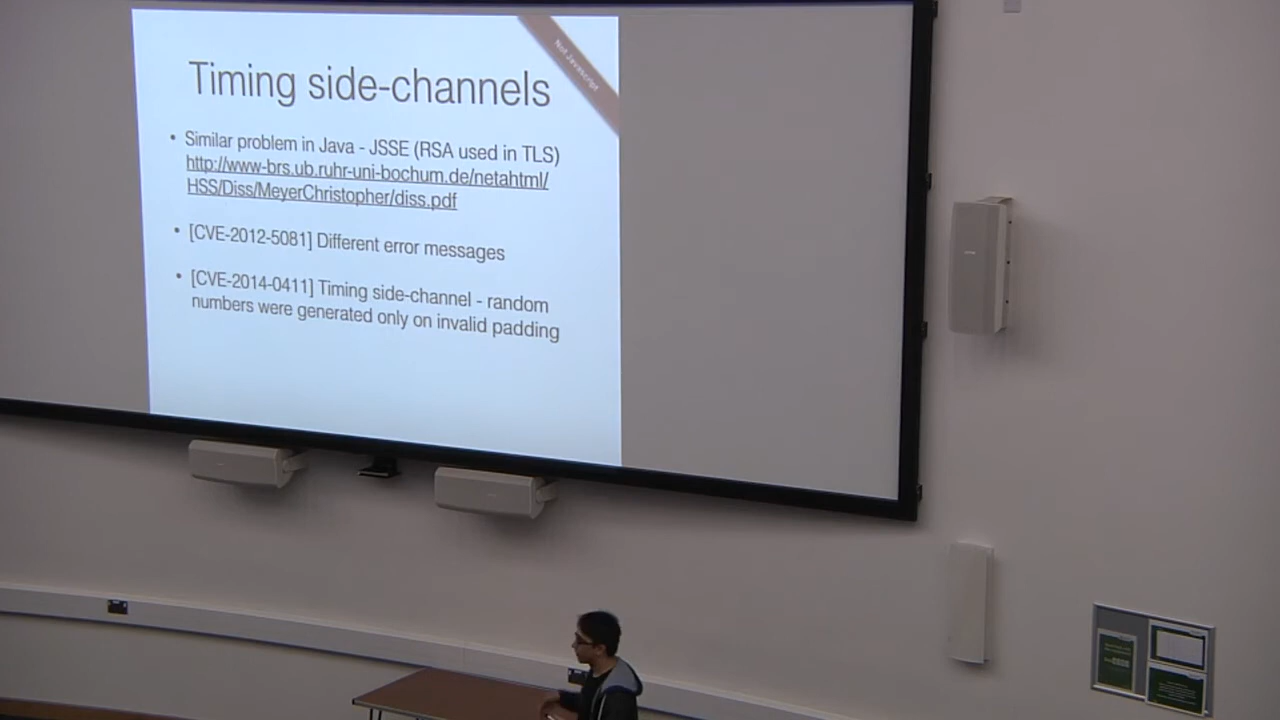 Not Javascript
Timing side-channels
• Similar problem in Java - JSSE (RSA used in TLS)
http://www-brs.ub.ruhr-uni-bochum.de/netahtml/
HSS/Diss/MeyerChristopher/diss.pdf
• [CVE-2012-5081] Different error messages
• [CVE-2014-0411] Timing side-channel - random
numbers were generated only on invalid padding